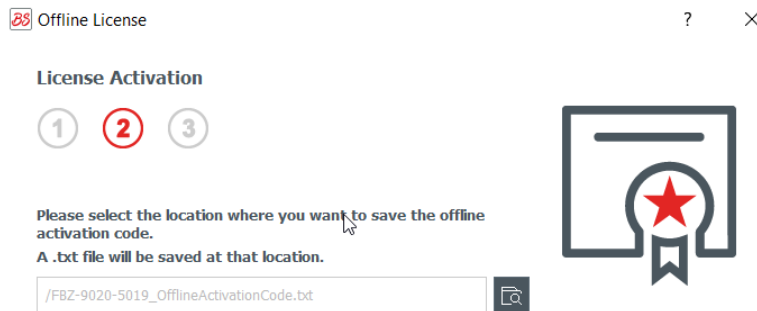 BS Offline License
?
License Activation
1 2 3
Please select the location where you want to save the offline
activation code.
A .txt file will be saved at that location.
/FBZ-9020-5019_OfflineActivationCode.txt